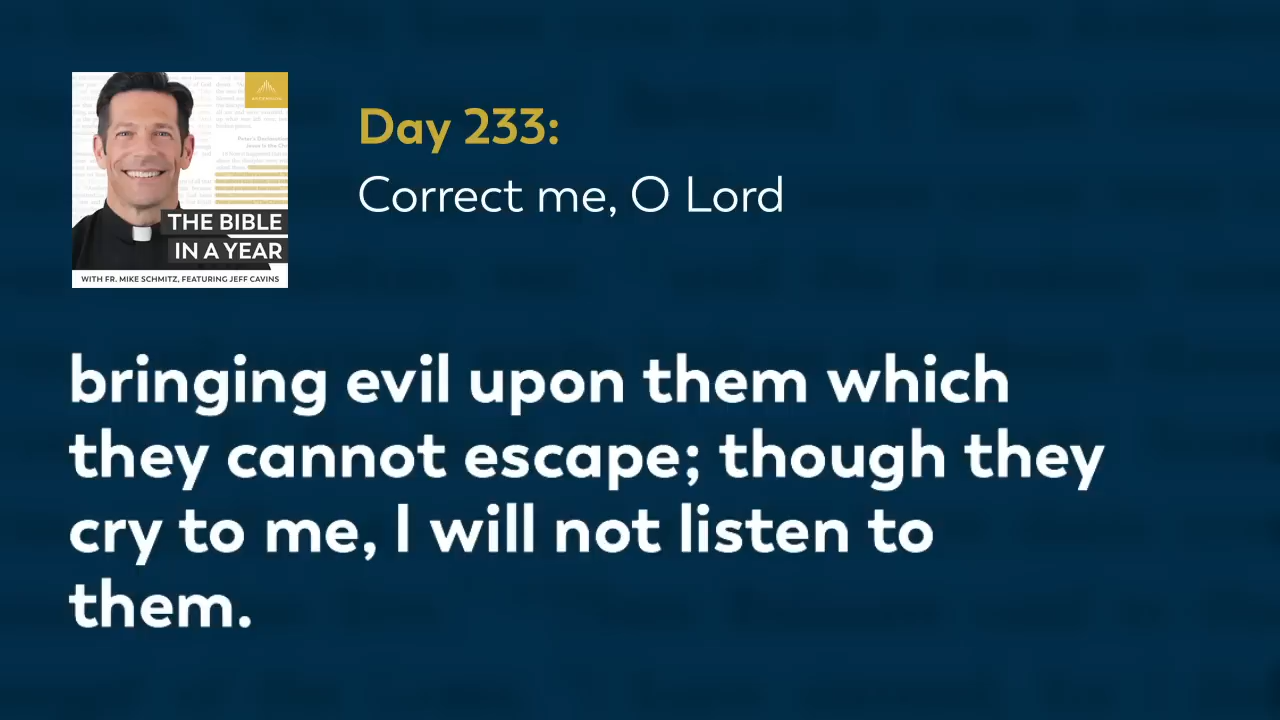 THE BIBLE
IN A YEAR
WITH FR. MIKE SCHMITZ, FEATURING JEFF CAVINS
Day 233:
Correct me, O Lord
bringing evil upon them which
they cannot escape; though they
cry to me, I will not listen to
them.